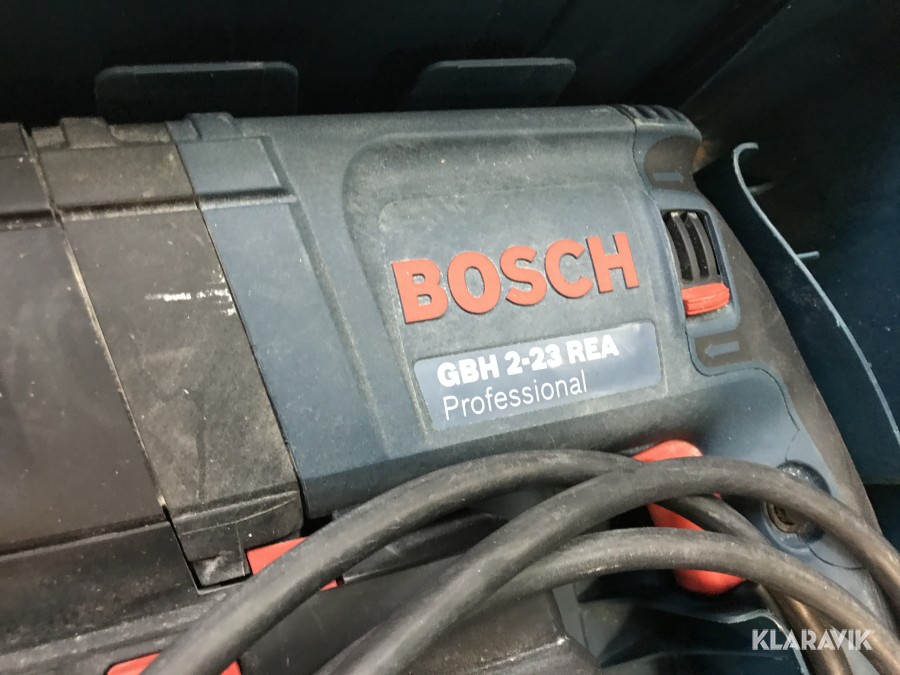 BOSCH
GBH 2-23 REA
Professional
KLARAVIK